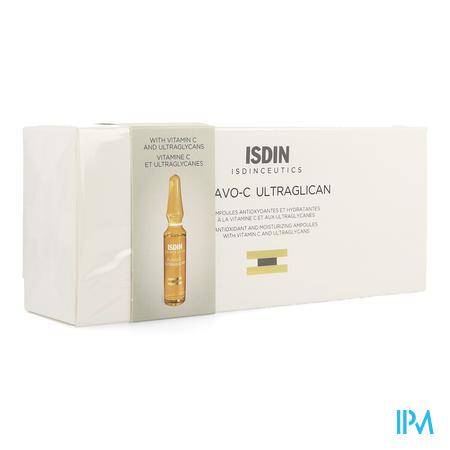 WITH VITAMIN C
AND ULTRAGLYCANS
VITAMINE C
ET ULTRAGLYCANES
ISDIN
ISDIN
ISDINCEUTICS
AVO-C ULTRAGLICAN
AMPOULES ANTIOXYDANTES ET HYDRATANTES
À LA VITAMINE C ET AUX ULTRAGLYCANES
ANTIOXIDANT AND MOISTURIZING AMPOULES
WITH VITAMIN C AND ULTRAGLYCANS
IPM